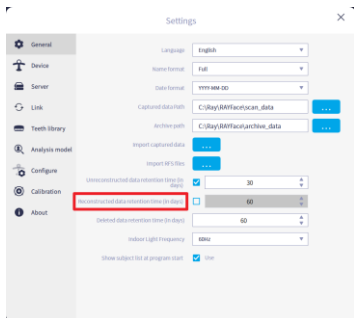 Settings
General
Language English
Device
Name format Full
Server
Date format YYYY-MM-DD
Link
Captured data Path C:\Ray\RAYFace\scan_data ...
Teeth library
Archive path C:\Ray\RAYFace\archive_data ...
Analysis model
Import captured data ...
Configure
Import RFS files ...
Calibration
Unreconstructed data retention time (In days) 30
About
Reconstructed data retention time (In days) 60
Deleted data retention time (In days) 60
Indoor Light Frequency 60Hz
Show subject list at program start Use